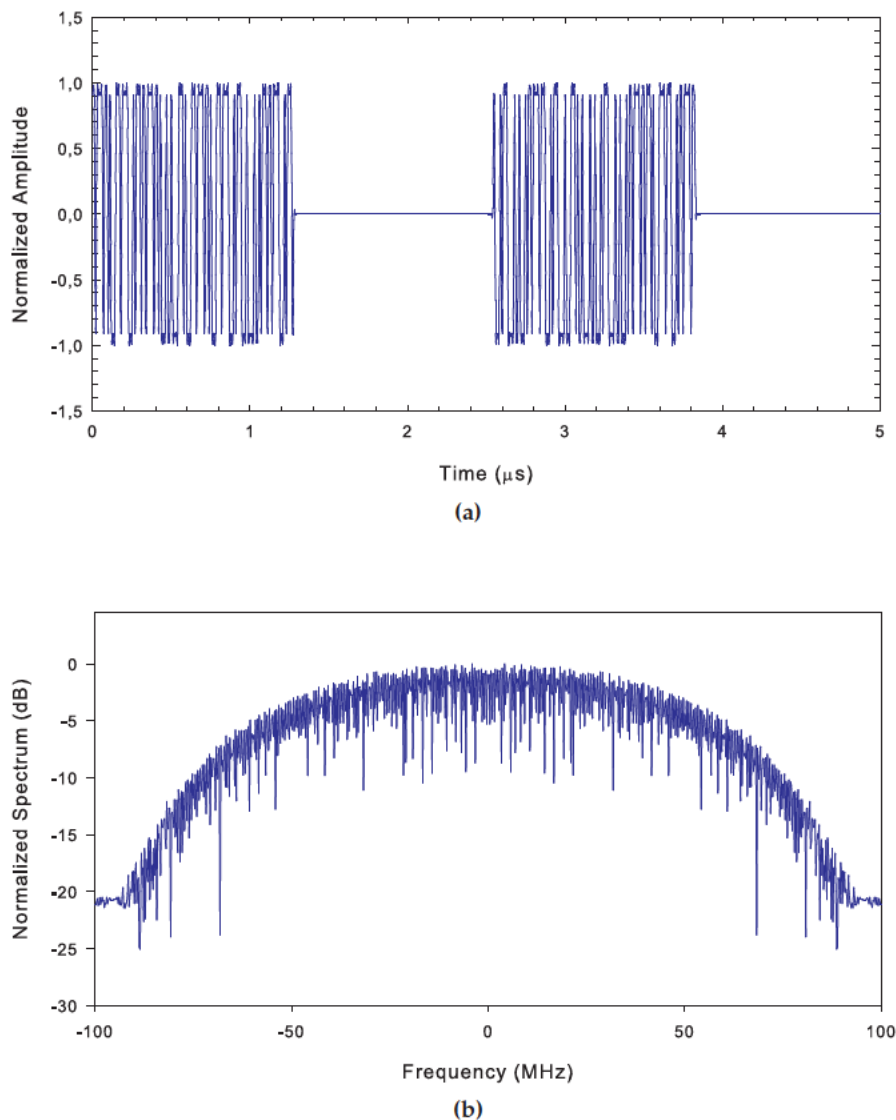 1,5
1,0
0,5
0,0
-0,5
-1,0
-1,5
Normalized Amplitude
0 1 2 3 4 5
Time (μs)
(a)
0
-5
-10
-15
-20
-25
-30
Normalized Spectrum (dB)
-100 -50 0 50 100
Frequency (MHz)
(b)